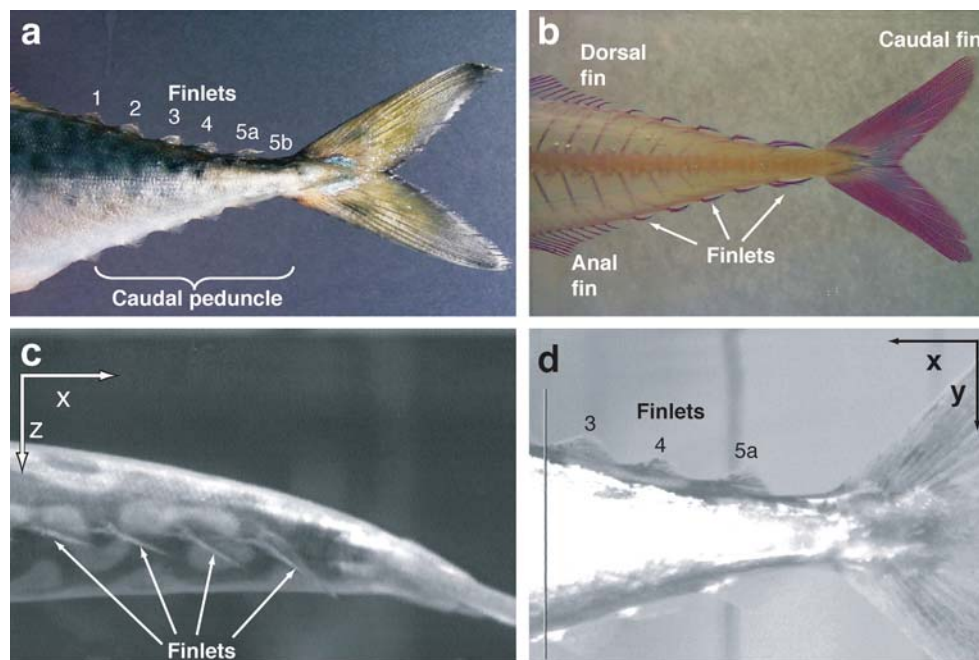 a
Finlets
1
2
3
4
5a
5b
Caudal peduncle
b
Dorsal
fin
Caudal fin
Finlets
Anal
fin
c
x
z
Finlets
d
x
y
Finlets
3
4
5a